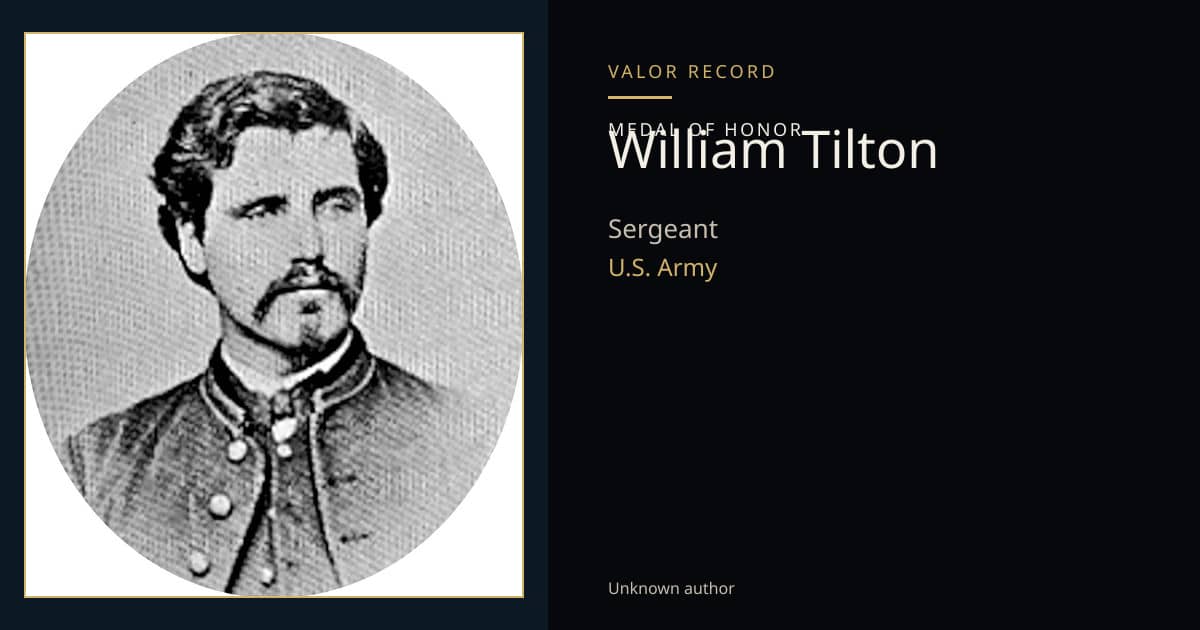 VALOR RECORD
MEDAL OF HONOR
William Tilton
Sergeant
U.S. Army
Unknown author